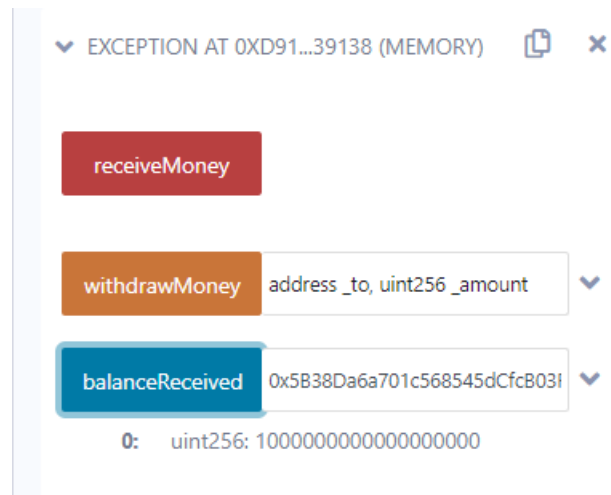 EXCEPTION AT 0XD91...39138 (MEMORY)
receiveMoney
withdrawMoney address _to, uint256 _amount
balanceReceived 0x5B38Da6a701c568545dCfcB03
0: uint256: 1000000000000000000